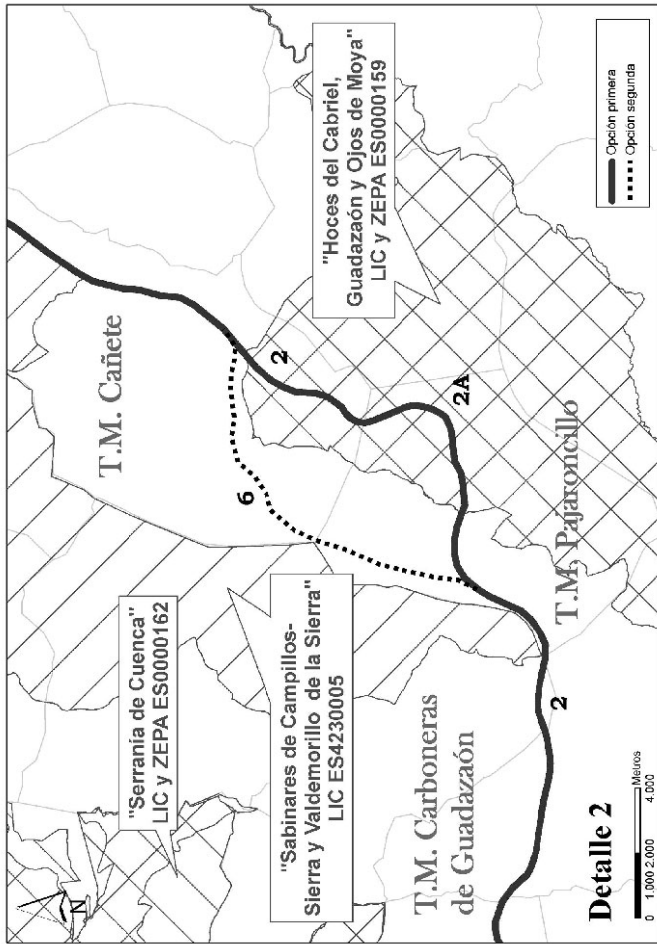 "Serranía de Cuenca"
LIC y ZEPA ES0000162
T.M. Cañete
"Sabinares de Campillos-
Sierra y Valdemorillo de la Sierra"
LIC ES4230005
6
2
"Hoces del Cabriel,
Guadazaón y Ojos de Moya"
LIC y ZEPA ES0000159
2A
T.M. Carboneras
de Guadazaón
2
T.M. Pajaroncillo
Detalle 2
0 1.000 2.000 4.000
Metros
N
Opción primera
Opción segunda